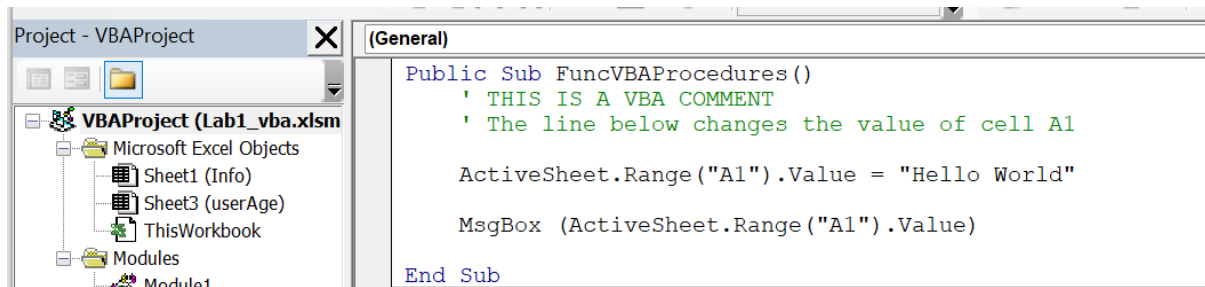 Project - VBAProject
(General)
VBAProject (Lab1_vba.xlsm
Microsoft Excel Objects
Sheet1 (Info)
Sheet3 (userAge)
ThisWorkbook
Modules
Module1
Public Sub FuncVBAProcedures()
' THIS IS A VBA COMMENT
' The line below changes the value of cell A1
ActiveSheet.Range("A1").Value = "Hello World"
MsgBox (ActiveSheet.Range("A1").Value)
End Sub